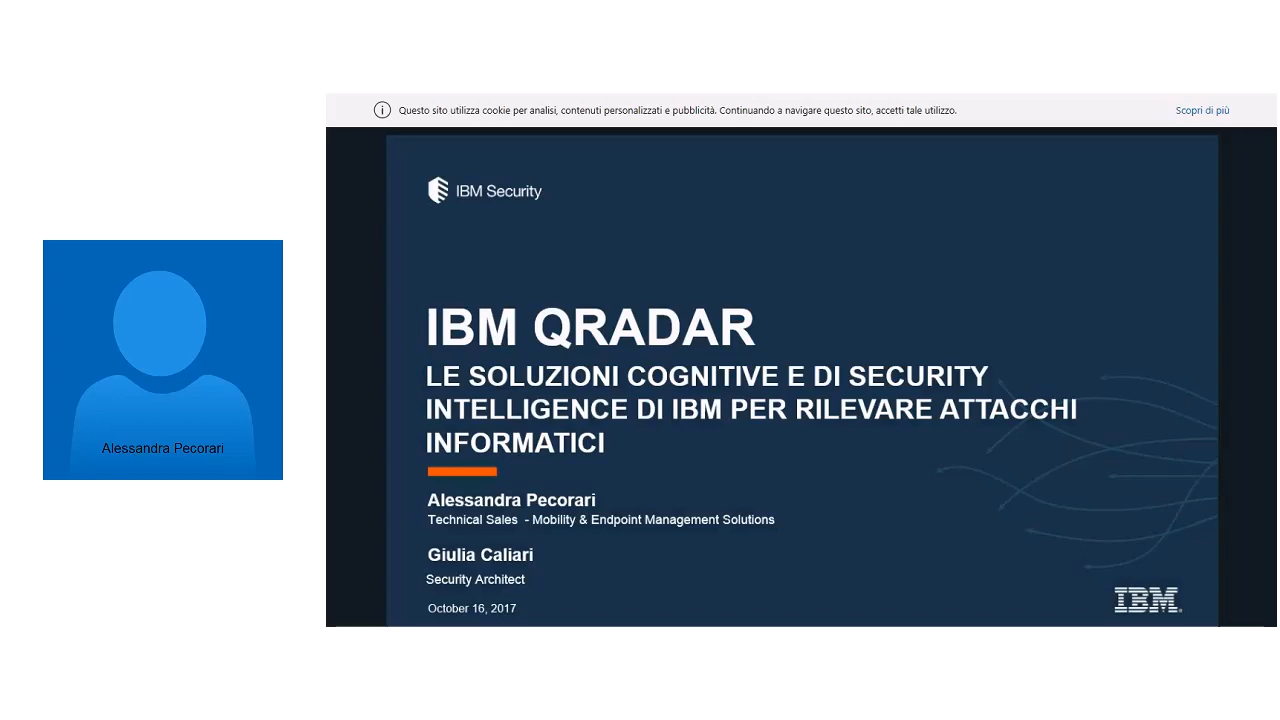 Questo sito utilizza cookie per analisi, contenuti personalizzati e pubblicità. Continuando a navigare questo sito, accetti tale utilizzo.
Scopri di più
IBM Security
IBM QRADAR
LE SOLUZIONI COGNITIVE E DI SECURITY
INTELLIGENCE DI IBM PER RILEVARE ATTACCHI
INFORMATICI
Alessandra Pecorari
Technical Sales - Mobility & Endpoint Management Solutions
Giulia Caliari
Security Architect
October 16, 2017
IBM
Alessandra Pecorari